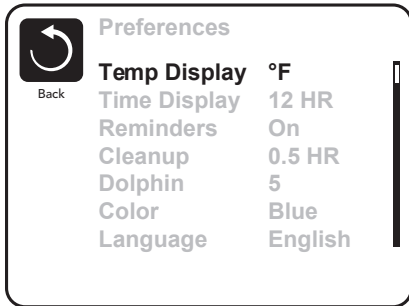 Preferences
Back
Temp Display °F
Time Display 12 HR
Reminders On
Cleanup 0.5 HR
Dolphin 5
Color Blue
Language English